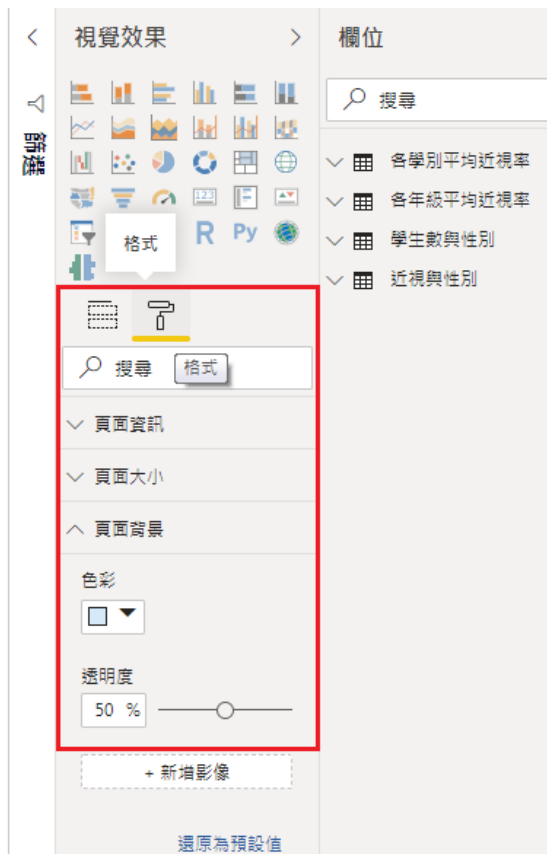 視覺效果
欄位
篩選
搜尋
各學別平均近視率
各年級平均近視率
學生數與性別
近視與性別
123
R
Py
格式
搜尋
格式
頁面資訊
頁面大小
頁面背景
色彩
透明度
50 %
+ 新增影像
還原為預設值